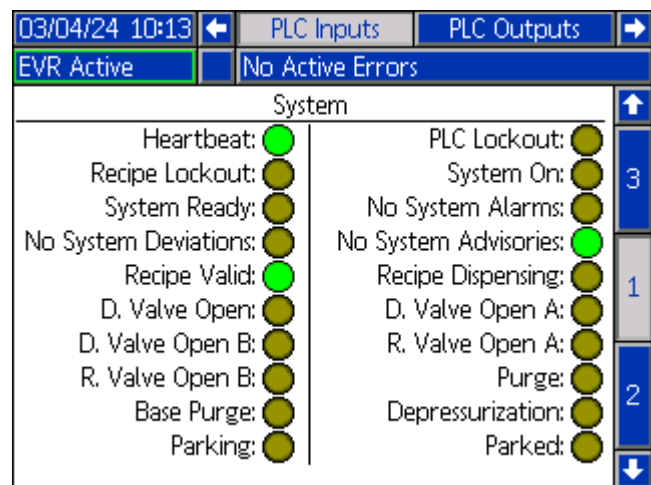 03/04/24 10:13 PLC Inputs PLC Outputs
EVR Active No Active Errors
System
Heartbeat: PLC Lockout:
Recipe Lockout: System On:
System Ready: No System Alarms:
No System Deviations: No System Advisories:
Recipe Valid: Recipe Dispensing:
D. Valve Open: D. Valve Open A:
D. Valve Open B: R. Valve Open A:
R. Valve Open B: Purge:
Base Purge: Depressurization:
Parking: Parked:
3
1
2